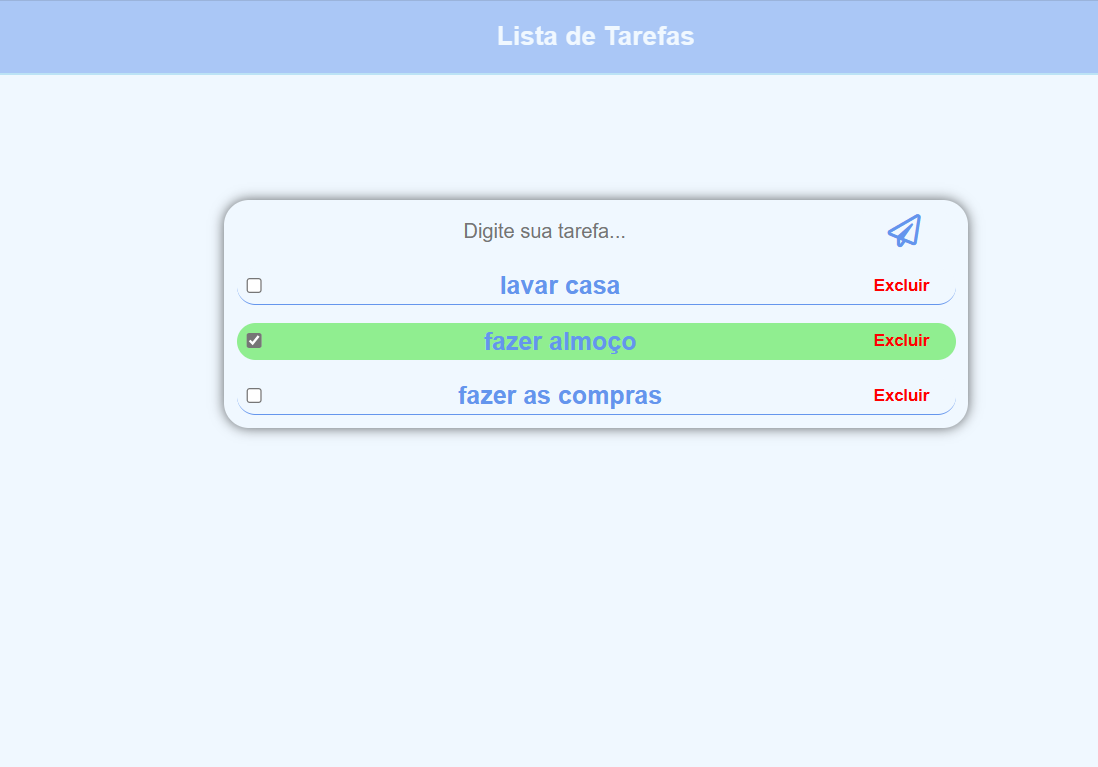 Lista de Tarefas
Digite sua tarefa...
lavar casa Excluir
fazer almoço Excluir
fazer as compras Excluir